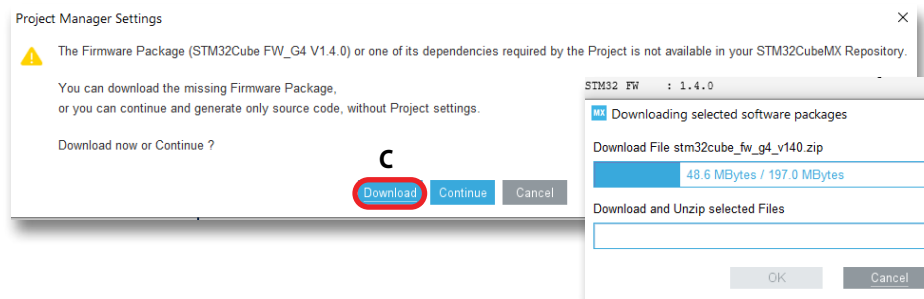 Project Manager Settings
The Firmware Package (STM32Cube FW_G4 V1.4.0) or one of its dependencies required by the Project is not available in your STM32CubeMX Repository.
You can download the missing Firmware Package,
or you can continue and generate only source code, without Project settings.
Download now or Continue ?
C
Download Continue Cancel
STM32 FW : 1.4.0
MX Downloading selected software packages
Download File stm32cube_fw_g4_v140.zip
48.6 MBytes / 197.0 MBytes
Download and Unzip selected Files
OK Cancel